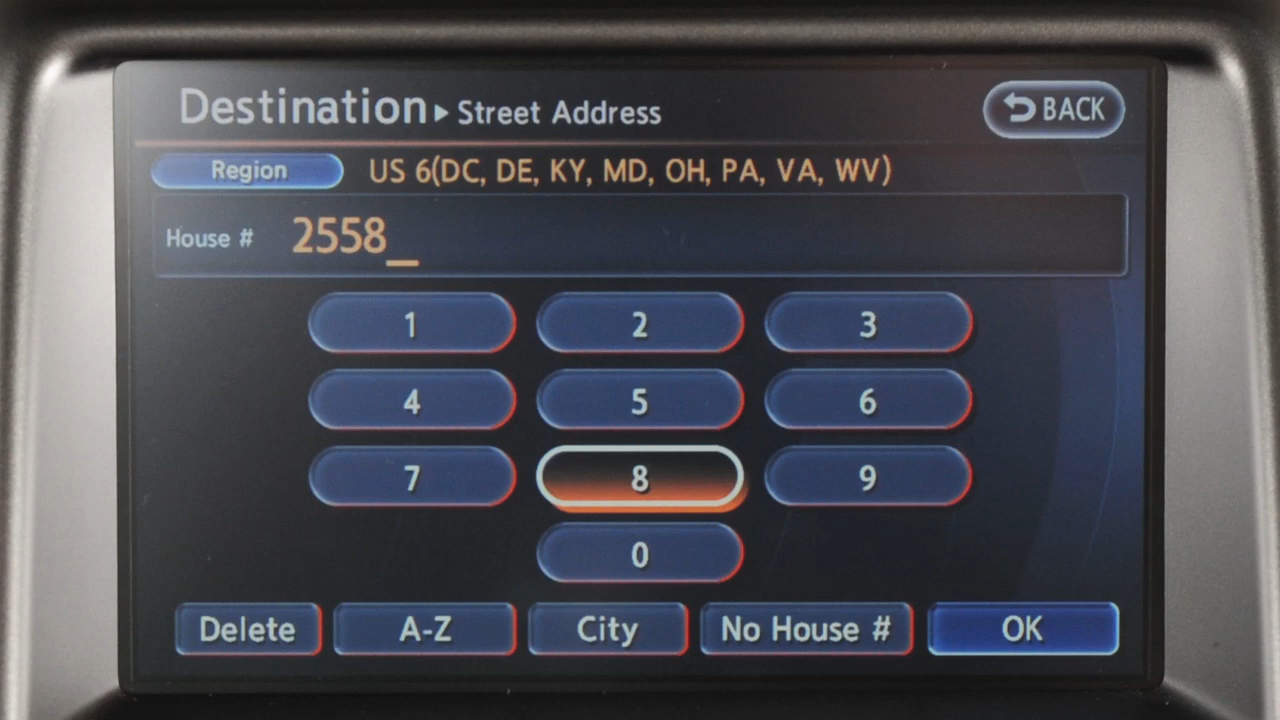 Destination ▸ Street Address
BACK
Region US 6(DC, DE, KY, MD, OH, PA, VA, WV)
House # 2558_
1 2 3
4 5 6
7 8 9
0
Delete A-Z City No House # OK